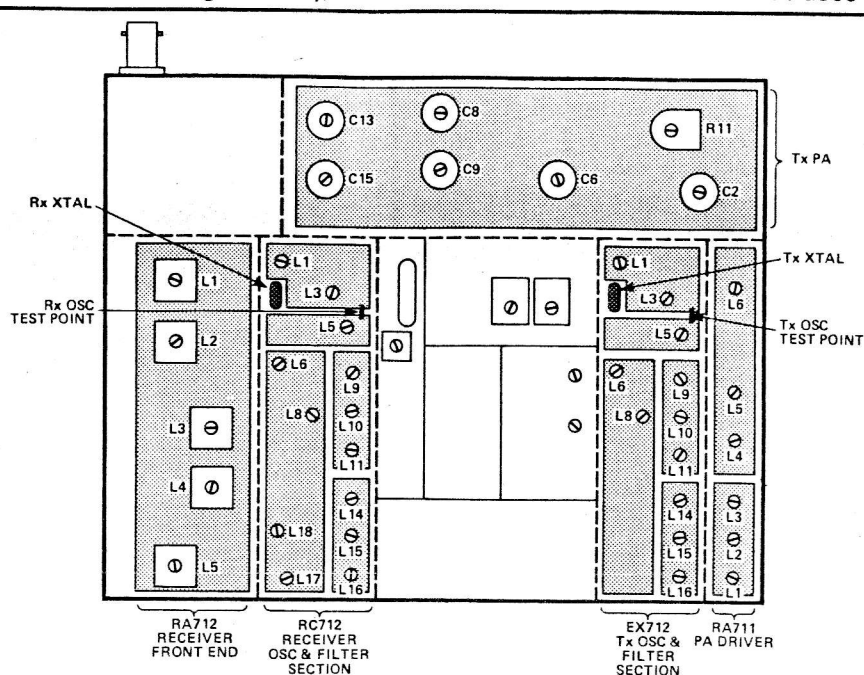 C13
C8
R11
C15
C9
C6
C2
Tx PA
Rx XTAL
Rx OSC
TEST POINT
Tx XTAL
Tx OSC
TEST POINT
L1
L2
L3
L4
L5
L1
L3
L5
L6
L8
L9
L10
L11
L14
L15
L16
L18
L17
L1
L3
L5
L6
L8
L9
L10
L11
L14
L15
L16
L6
L5
L4
L3
L2
L1
RA712
RECEIVER
FRONT END
RC712
RECEIVER
OSC & FILTER
SECTION
EX712
Tx OSC &
FILTER
SECTION
RA711
PA DRIVER